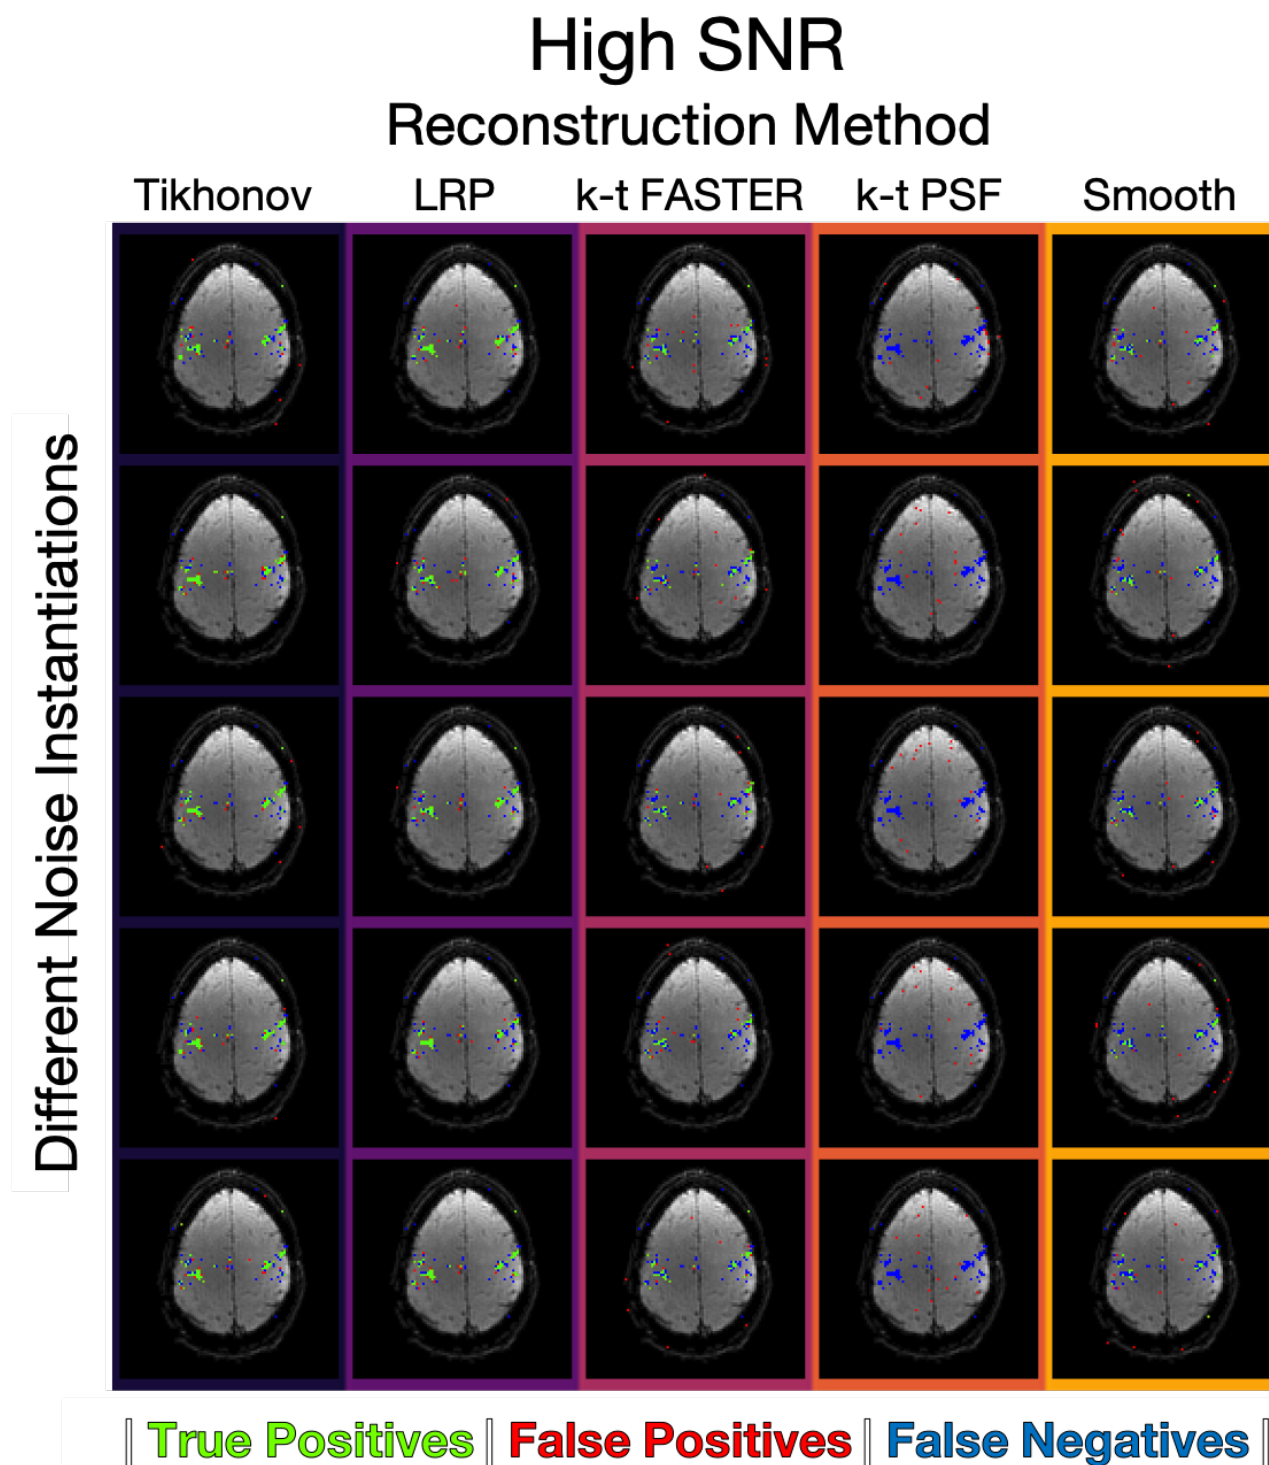 High SNR
Reconstruction Method
Tikhonov LRP k-t FASTER k-t PSF Smooth
Different Noise Instantiations
True Positives False Positives False Negatives